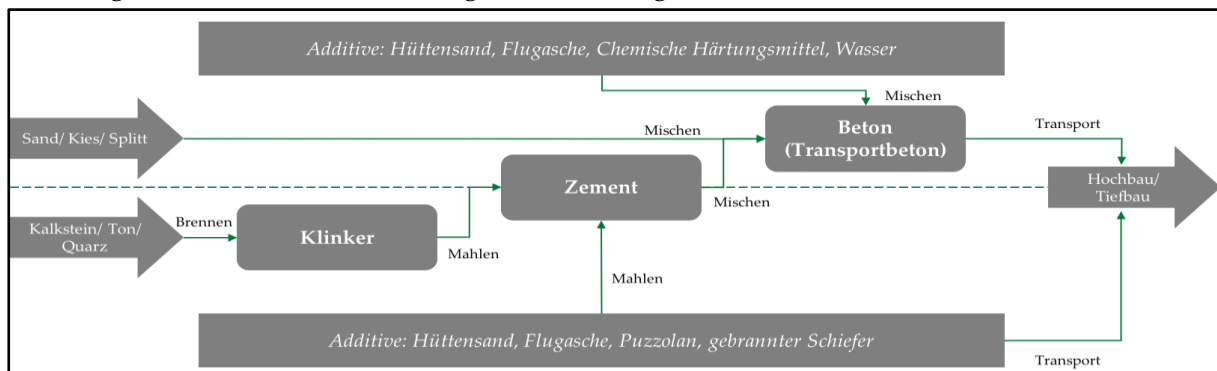 Additive: Hüttensand, Flugasche, Chemische Härtungsmittel, Wasser
Mischen
Sand/ Kies/ Splitt
Mischen
Beton
(Transportbeton)
Transport
Zement
Mischen
Hochbau/
Tiefbau
Kalkstein/ Ton/
Quarz
Brennen
Klinker
Mahlen
Mahlen
Additive: Hüttensand, Flugasche, Puzzolan, gebrannter Schiefer
Transport